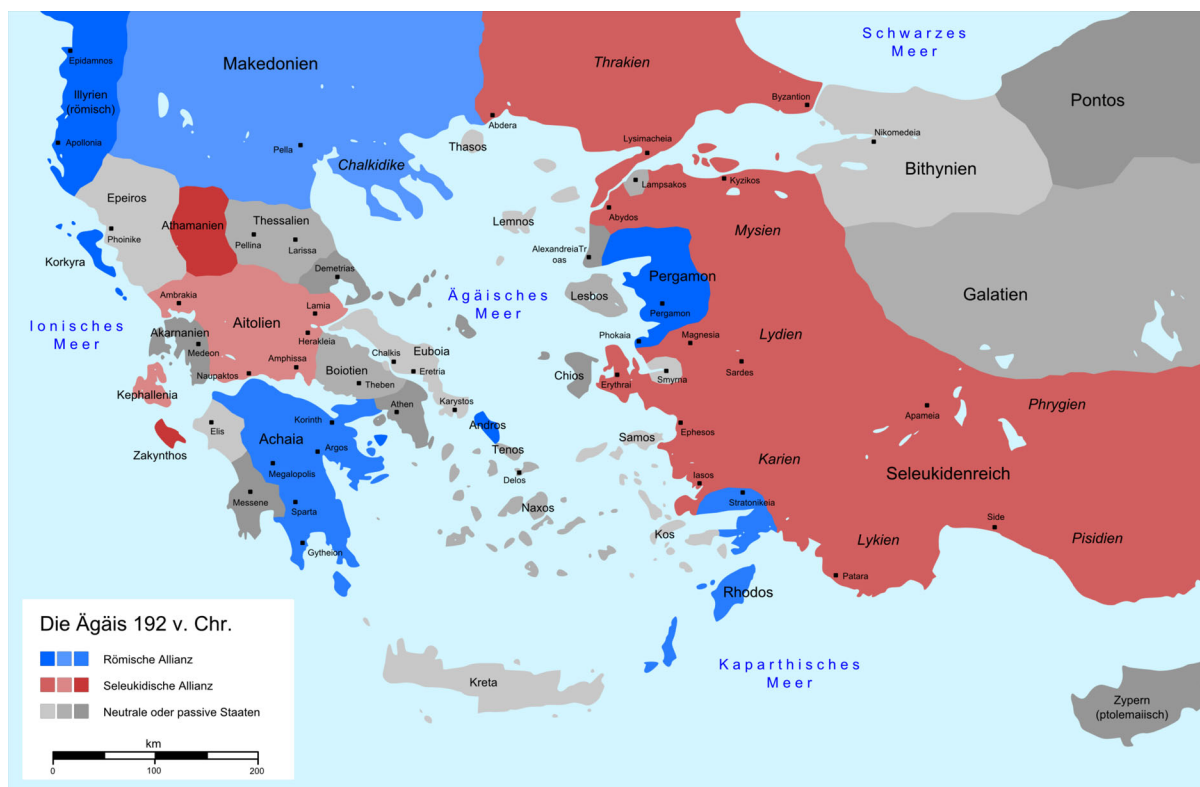 Schwarzes
Meer
Epidamnos
Makedonien
Thrakien
Illyrien
(römisch)
Byzantion
Pontos
Abdera
Apollonia
Pella
Thasos
Lysimacheia
Nikomedeia
Chalkidike
Bithynien
Lampsakos
Kyzikos
Epeiros
Athamanien
Thessalien
Lemnos
Abydos
Phoinike
Pellina
Larissa
Mysien
Korkyra
AlexandreiaTr
oas
Demetrias
Pergamon
Galatien
Ambrakia
Ägäisches
Meer
Lesbos
Pergamon
Lamia
Ionisches
Meer
Aitolien
Akarnanien
Herakleia
Medeon
Phokaia
Magnesia
Lydien
Euboia
Chalkis
Eretria
Amphissa
Naupaktos
Boiotien
Theben
Chios
Erythrai
Smyrna
Sardes
Kephallenia
Karystos
Athen
Apameia
Phrygien
Korinth
Elis
Andros
Ephesos
Zakynthos
Achaia
Argos
Tenos
Samos
Megalopolis
Delos
Karien
Seleukidenreich
Iasos
Messene
Sparta
Naxos
Stratonikeia
Side
Kos
Lykien
Pisidien
Gytheion
Patara
Rhodos
Die Ägäis 192 v. Chr.
Römische Allianz
Seleukidische Allianz
Neutrale oder passive Staaten
km
0
100
200
Kreta
Kaparthisches
Meer
Zypern
(ptolemaiisch)